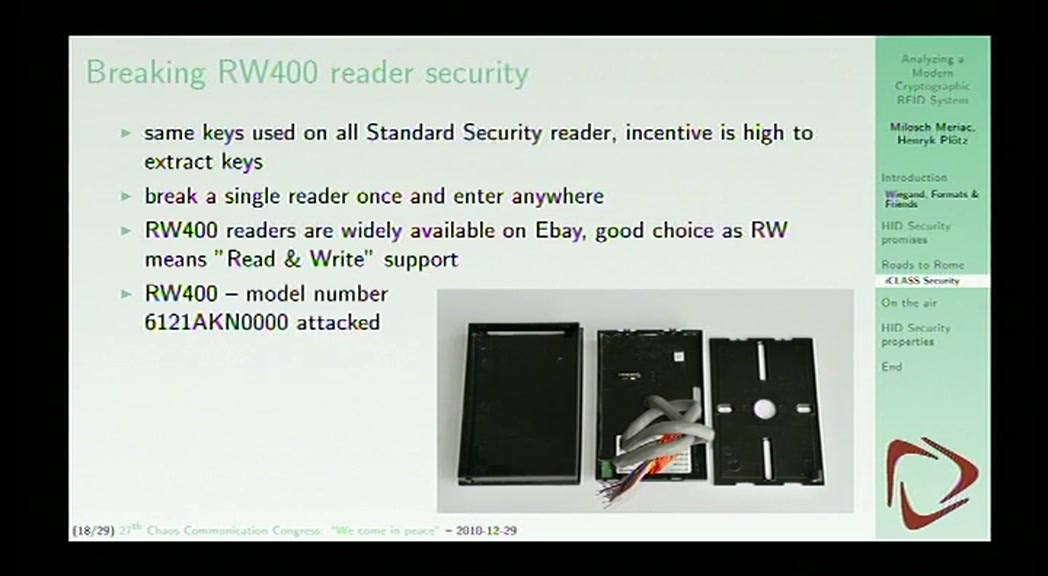 Breaking RW400 reader security
same keys used on all Standard Security reader, incentive is high to
extract keys
break a single reader once and enter anywhere
RW400 readers are widely available on Ebay, good choice as RW
means "Read & Write" support
RW400 – model number
6121AKN0000 attacked
(18/29) 27th Chaos Communication Congress: "We come in peace" – 2010-12-29
Analyzing a
Modern
Cryptographic
RFID System
Milosch Meriac,
Henryk Plötz
Introduction
Wiegand, Formats &
Friends
HID Security
promises
Roads to Rome
iCLASS Security
On the air
HID Security
properties
End